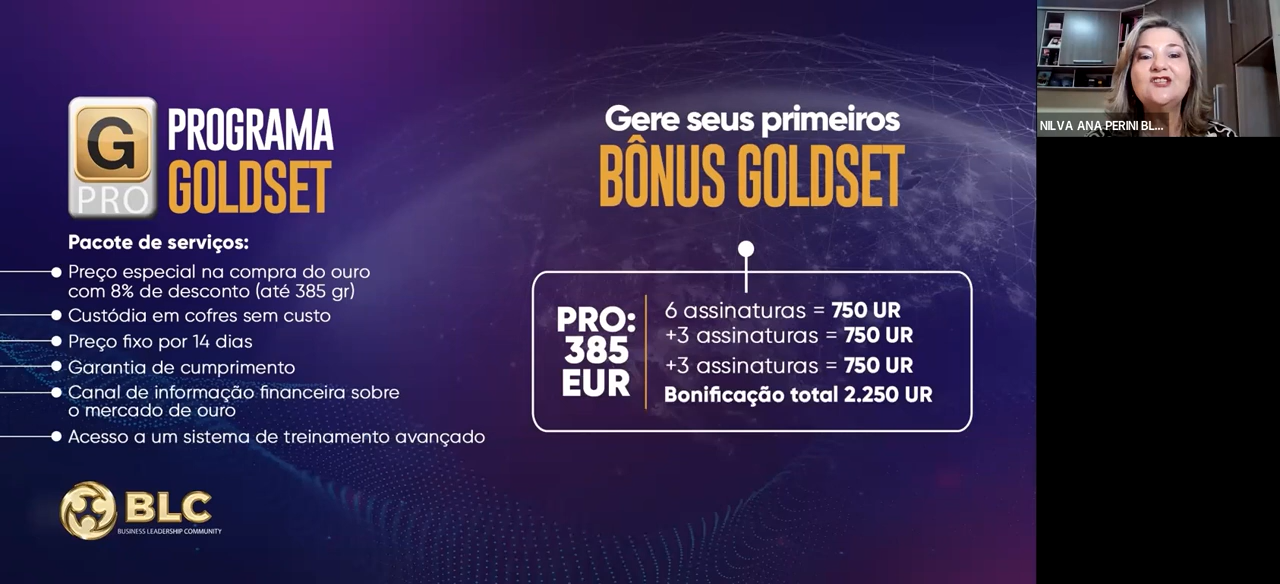 G
PRO
PROGRAMA
GOLDSET
Pacote de serviços:
Preço especial na compra do ouro
com 8% de desconto (até 385 gr)
Custódia em cofres sem custo
Preço fixo por 14 dias
Garantia de cumprimento
Canal de informação financeira sobre
o mercado de ouro
Acesso a um sistema de treinamento avançado
BLC
BUSINESS LEADERSHIP COMMUNITY
Gere seus primeiros
BÔNUS GOLDSET
PRO:
385
EUR
6 assinaturas = 750 UR
+3 assinaturas = 750 UR
+3 assinaturas = 750 UR
Bonificação total 2.250 UR
NILVA ANA PERINI BL...